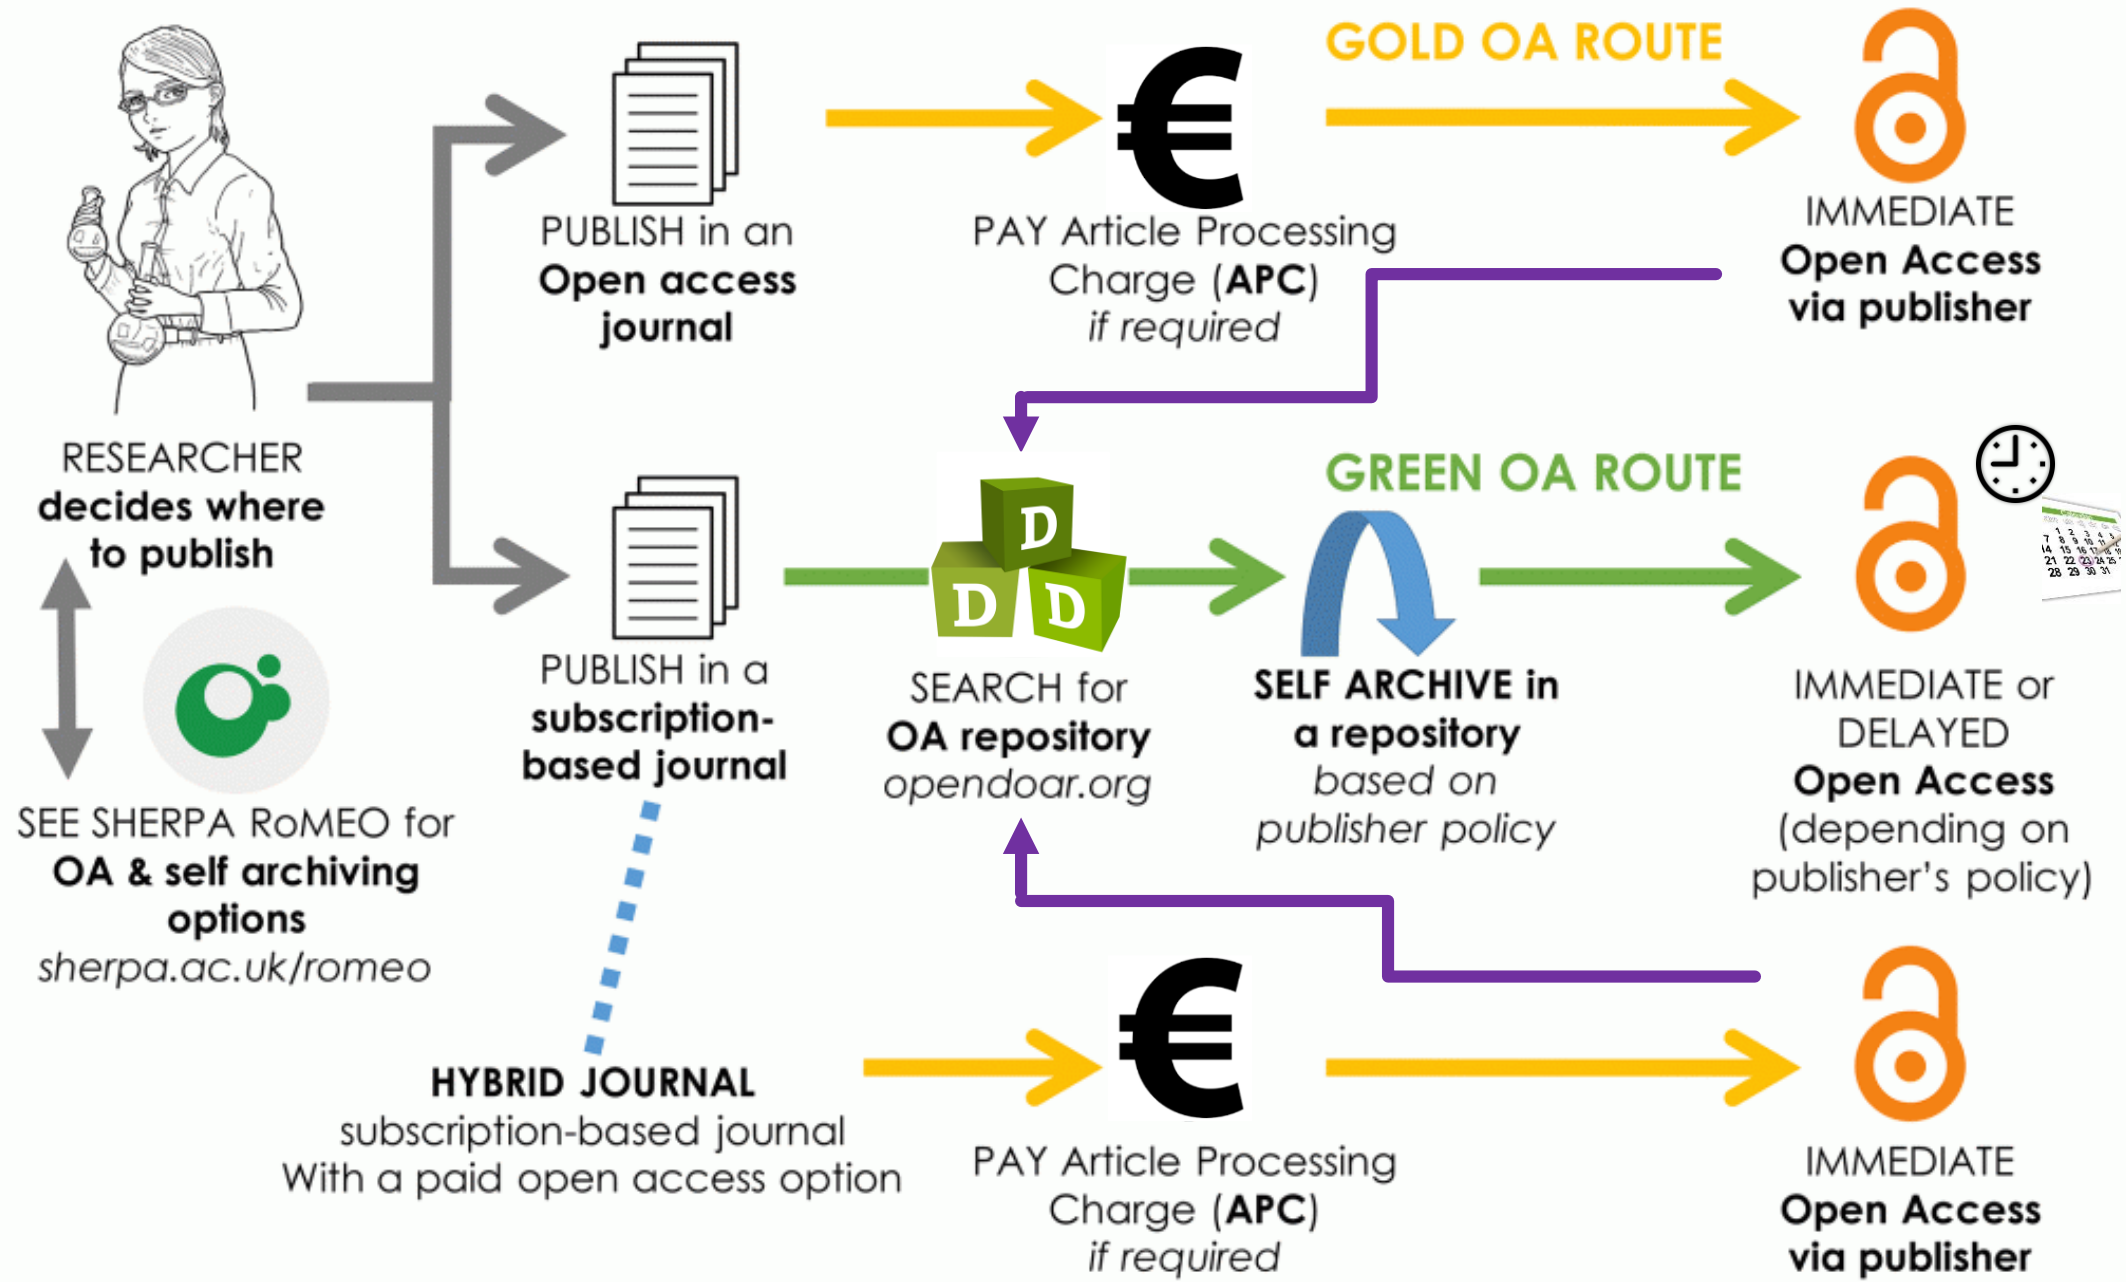 GOLD OA ROUTE
PUBLISH in an
Open access
journal
PAY Article Processing
Charge (APC)
if required
IMMEDIATE
Open Access
via publisher
RESEARCHER
decides where
to publish
SEE SHERPA RoMEO for
OA & self archiving
options
sherpa.ac.uk/romeo
GREEN OA ROUTE
PUBLISH in a
subscription-
based journal
D
D D
SEARCH for
OA repository
opendoar.org
SELF ARCHIVE in
a repository
based on
publisher policy
IMMEDIATE or
DELAYED
Open Access
(depending on
publisher's policy)
HYBRID JOURNAL
subscription-based journal
With a paid open access option
PAY Article Processing
Charge (APC)
if required
IMMEDIATE
Open Access
via publisher